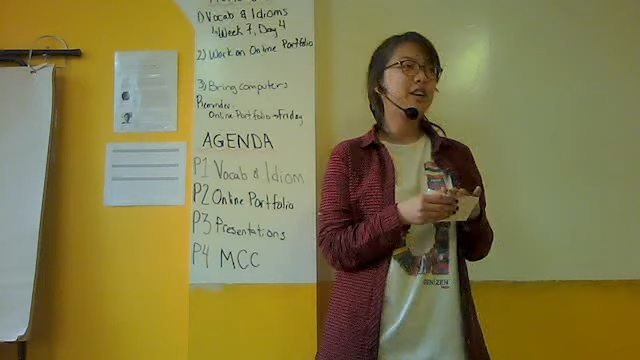 1) Vocab & Idioms
Week 7, Day 4
2) Work on Online Portfolio
3) Bring computers
Reminder:
Online Portfolio → Friday
AGENDA
P1 Vocab & Idiom
P2 Online Portfolio
P3 Presentations
P4 MCC